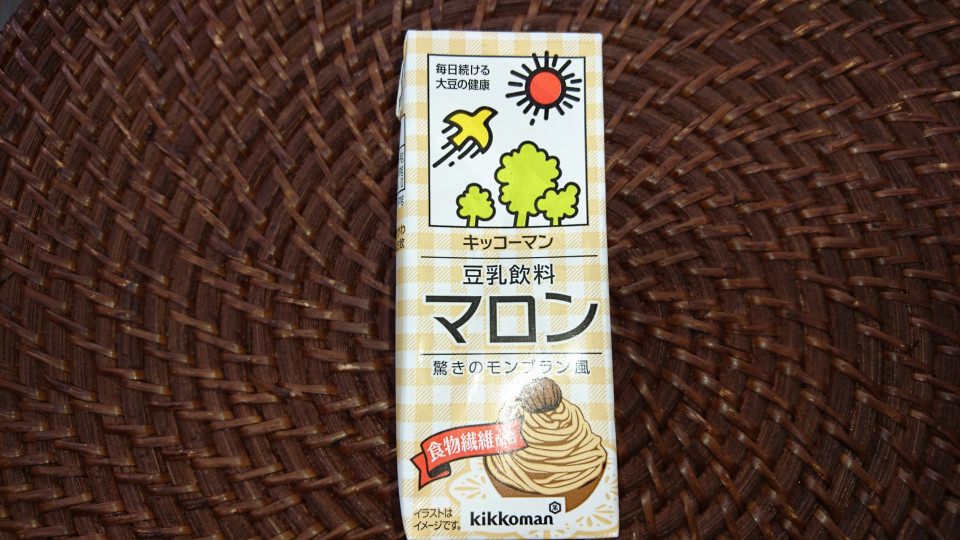 毎日続ける
大豆の健康
キッコーマン
豆乳飲料
マロン
驚きのモンブラン風
食物繊維
イラストは
イメージです。
kikkoman